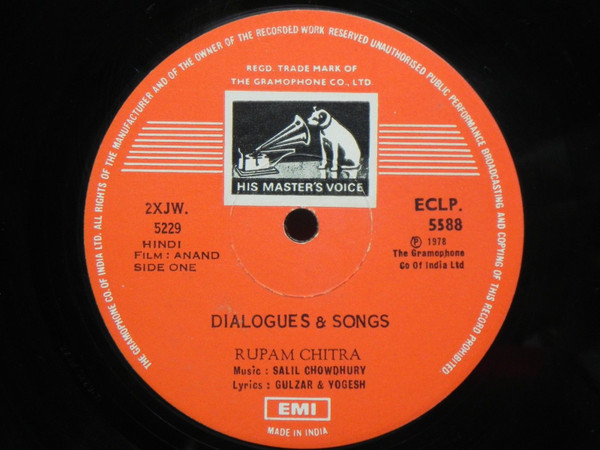 THE GRAMOPHONE CO. OF INDIA LTD. ALL RIGHTS OF THE MANUFACTURER AND OF THE OWNER OF THE RECORDED WORK RESERVED UNAUTHORISED PUBLIC PERFORMANCE BROADCASTING AND COPYING OF THIS RECORD PROHIBITED.
REGD. TRADE MARK OF
THE GRAMOPHONE CO., LTD.
HIS MASTER'S VOICE
2XJW.
5229
HINDI
FILM : ANAND
SIDE ONE
ECLP.
5588
Ⓟ 1978
The Gramophone
Co Of India Ltd
DIALOGUES & SONGS
RUPAM CHITRA
Music : SALIL CHOWDHURY
Lyrics : GULZAR & YOGESH
EMI
MADE IN INDIA